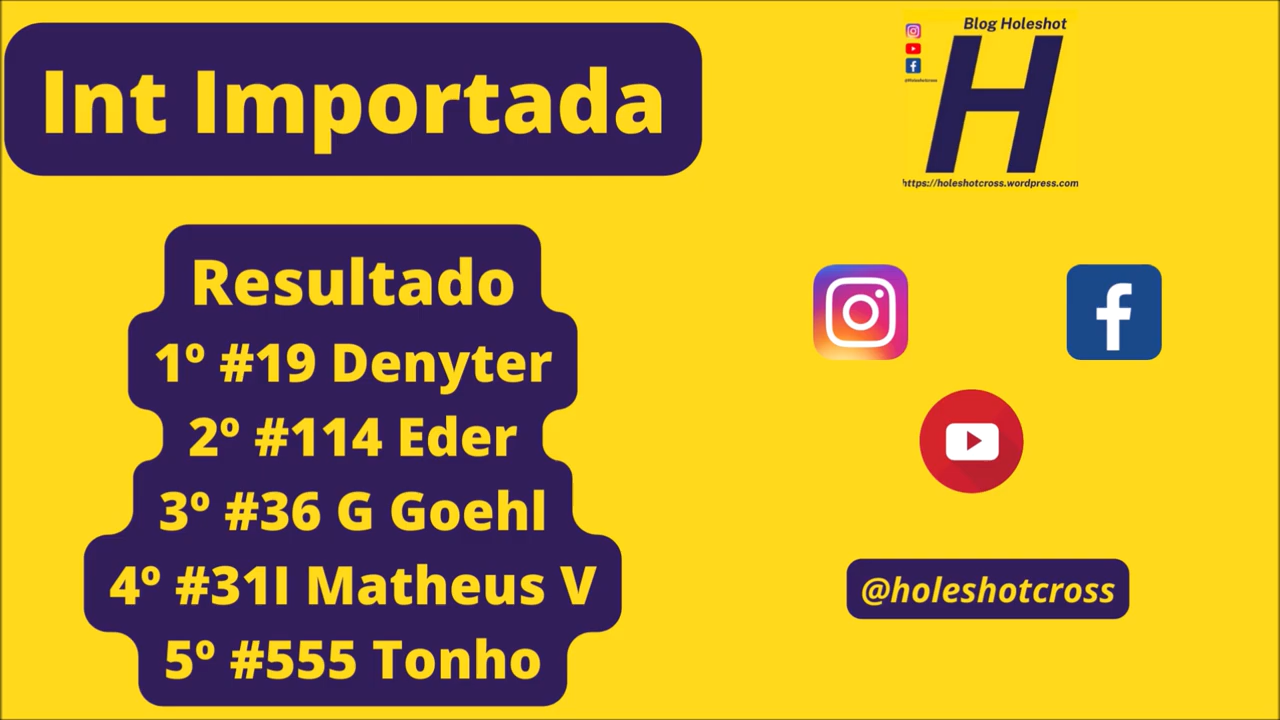 Int Importada
Resultado
1º #19 Denyter
2º #114 Eder
3º #36 G Goehl
4º #31I Matheus V
5º #555 Tonho
Blog Holeshot
@Holeshotcross
H
https://holeshotcross.wordpress.com
@holeshotcross